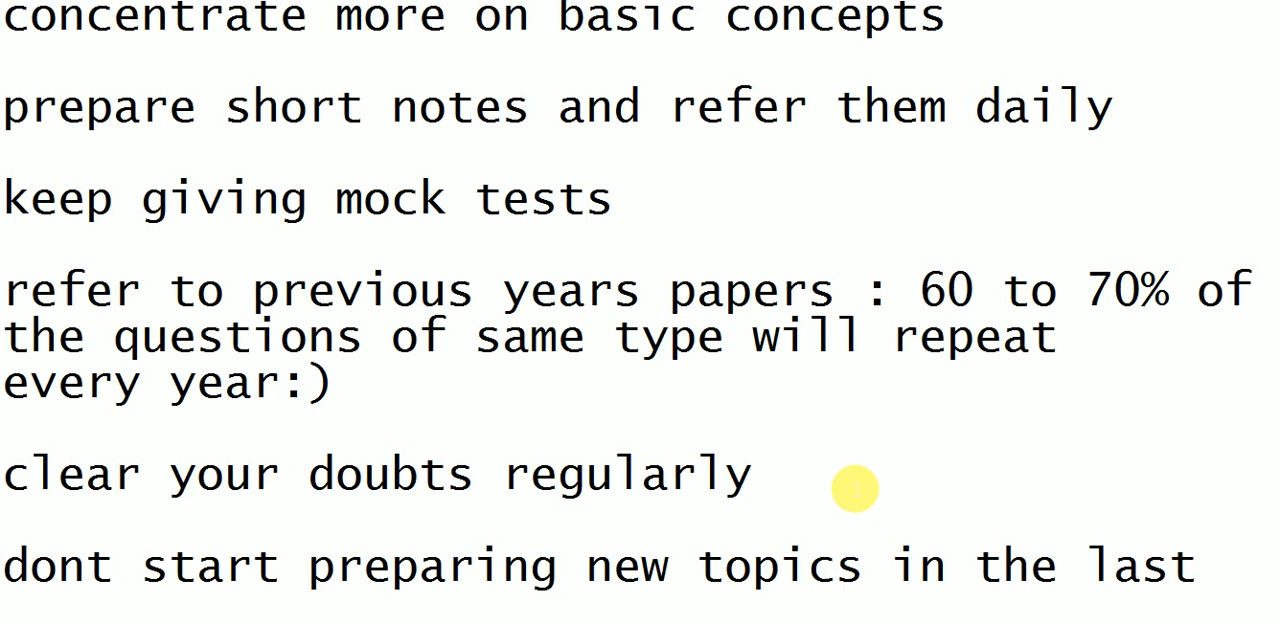 concentrate more on basic concepts
prepare short notes and refer them daily
keep giving mock tests
refer to previous years papers : 60 to 70% of
the questions of same type will repeat
every year:)
clear your doubts regularly
dont start preparing new topics in the last